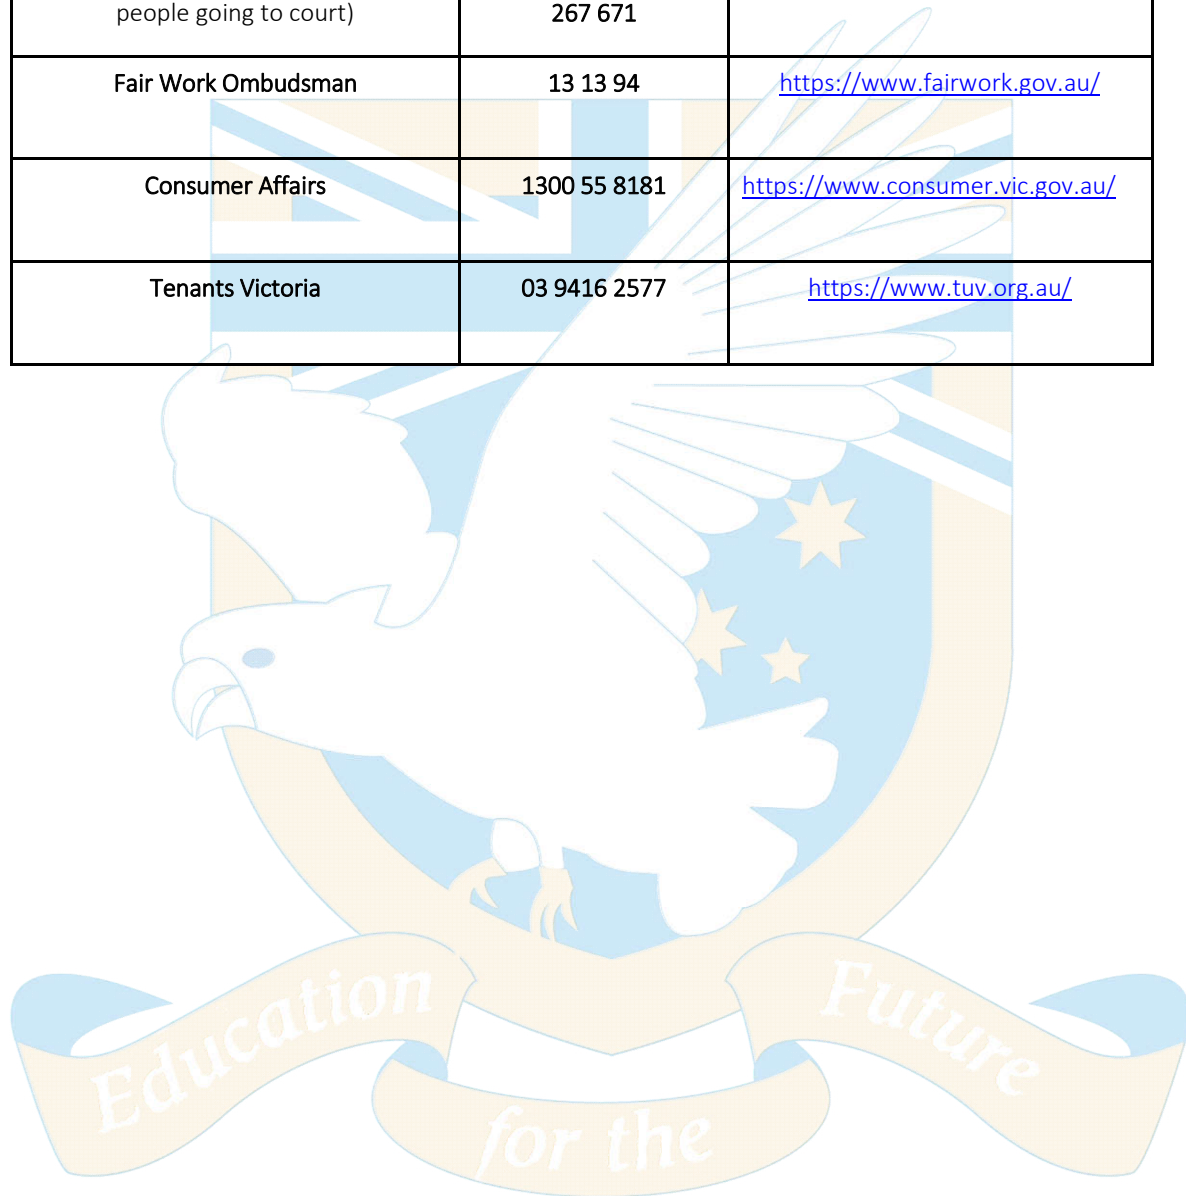 people going to court)
267 671
Fair Work Ombudsman
13 13 94
https://www.fairwork.gov.au/
Consumer Affairs
1300 55 8181
https://www.consumer.vic.gov.au/
Tenants Victoria
03 9416 2577
https://www.tuv.org.au/
Education
for the
Future